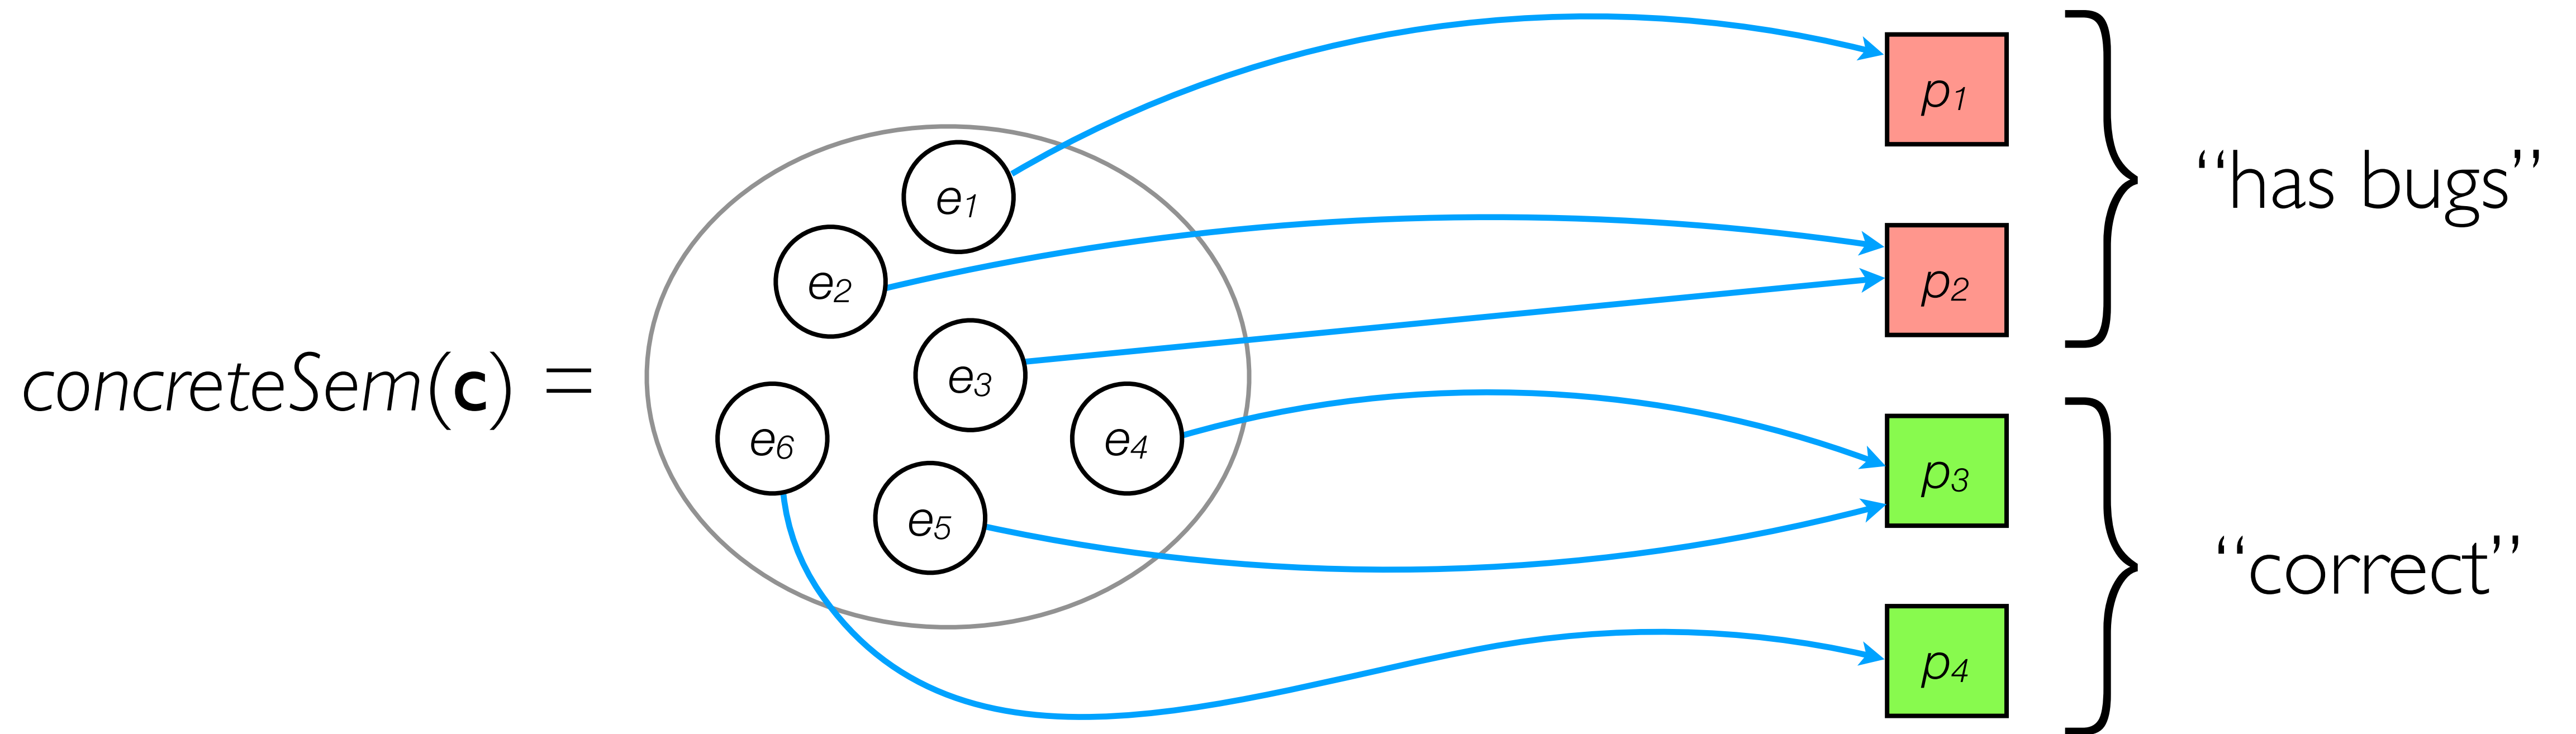 concreteSem(c) =
e1
e2
e3
e4
e5
e6
p1
p2
p3
p4
“has bugs”
“correct”